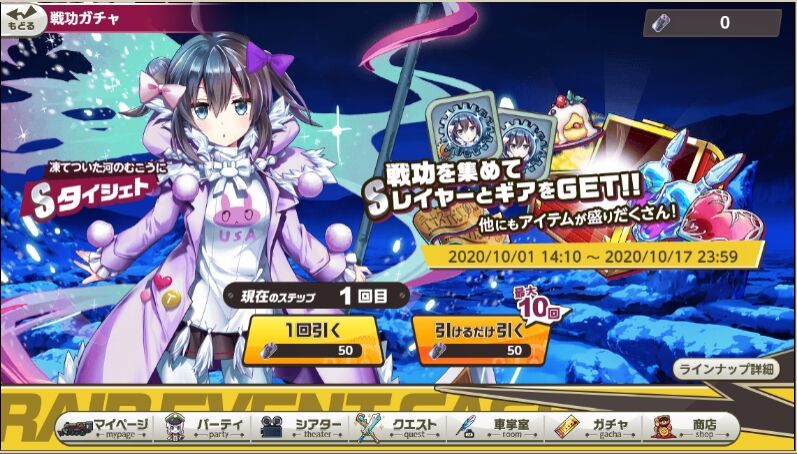 もどる
戦功ガチャ
0
凍てついた河のむこうに
S タイシェト
USA
T
戦功を集めて
SレイヤーとギアをGET!!
他にもアイテムが盛りだくさん!
2020/10/01 14:10 ～ 2020/10/17 23:59
現在のステップ 1回目
1回引く
50
最大
10回
引けるだけ引く
50
ラインナップ詳細
RAID EVENT GAC
マイページ
mypage
パーティ
party
シアター
theater
クエスト
quest
車掌室
room
ガチャ
gacha
商店
shop